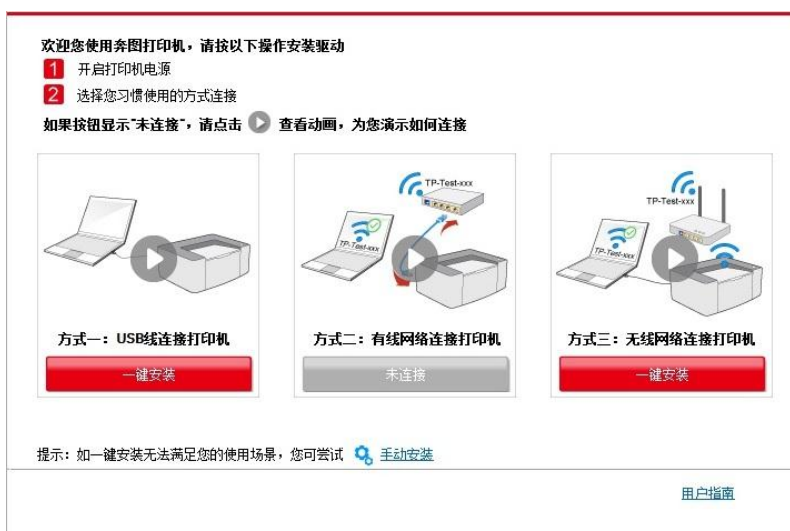 欢迎您使用奔图打印机，请按以下操作安装驱动
1 开启打印机电源
2 选择您习惯使用的方式连接
如果按钮显示"未连接"，请点击 查看动画，为您演示如何连接
TP-Test-xxx
TP-Test-xxx
TP-Test-xxx
TP-Test-xxx
方式一：USB线连接打印机 方式二：有线网络连接打印机 方式三：无线网络连接打印机
一键安装 未连接 一键安装
提示：如一键安装无法满足您的使用场景，您可尝试 手动安装
用户指南